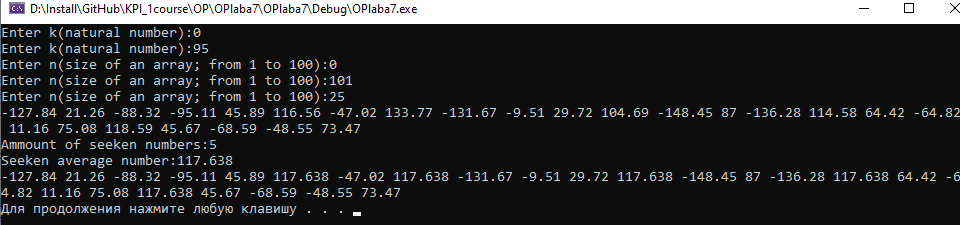 D:\Install\GitHub\KPI_1course\OP\OPlaba7\OPlaba7\Debug\OPlaba7.exe
Enter k(natural number):0
Enter k(natural number):95
Enter n(size of an array; from 1 to 100):0
Enter n(size of an array; from 1 to 100):101
Enter n(size of an array; from 1 to 100):25
-127.84 21.26 -88.32 -95.11 45.89 116.56 -47.02 133.77 -131.67 -9.51 29.72 104.69 -148.45 87 -136.28 114.58 64.42 -64.82
11.16 75.08 118.59 45.67 -68.59 -48.55 73.47
Ammount of seeken numbers:5
Seeken average number:117.638
-127.84 21.26 -88.32 -95.11 45.89 117.638 -47.02 117.638 -131.67 -9.51 29.72 117.638 -148.45 87 -136.28 117.638 64.42 -6
4.82 11.16 75.08 117.638 45.67 -68.59 -48.55 73.47
Для продолжения нажмите любую клавишу . . .